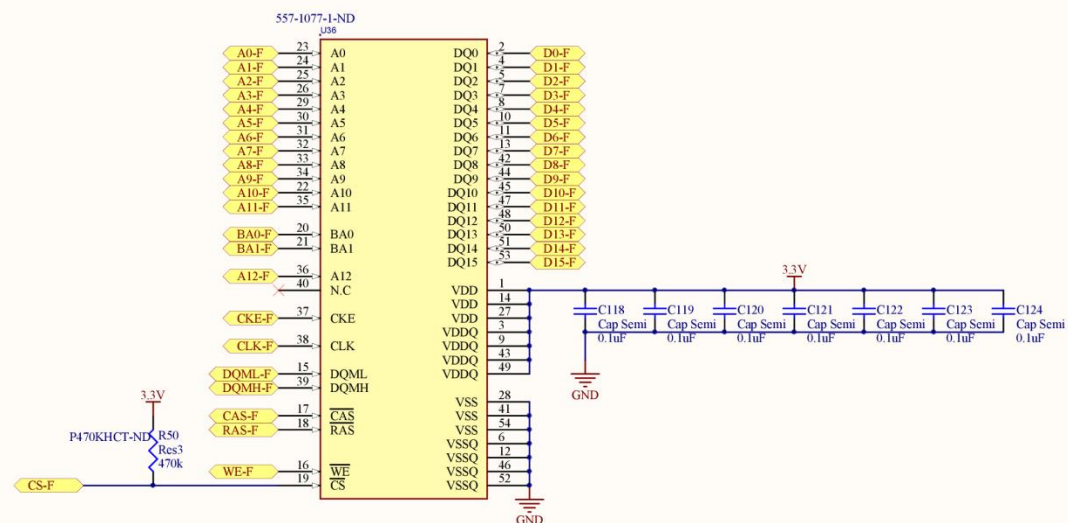 557-1077-1-ND
U36
A0-F 23 A0 DQ0 2 D0-F
A1-F 24 A1 DQ1 4 D1-F
A2-F 25 A2 DQ2 5 D2-F
A3-F 26 A3 DQ3 7 D3-F
A4-F 29 A4 DQ4 8 D4-F
A5-F 30 A5 DQ5 10 D5-F
A6-F 31 A6 DQ6 11 D6-F
A7-F 32 A7 DQ7 13 D7-F
A8-F 33 A8 DQ8 42 D8-F
A9-F 34 A9 DQ9 44 D9-F
A10-F 22 A10 DQ10 45 D10-F
A11-F 35 A11 DQ11 47 D11-F
DQ12 48 D12-F
BA0-F 20 BA0 DQ13 50 D13-F
BA1-F 21 BA1 DQ14 51 D14-F
DQ15 53 D15-F
A12-F 36 A12
3.3V
40 N.C VDD 1
VDD 14
CKE-F 37 CKE VDD 27
VDDQ 3
CLK-F 38 CLK VDDQ 9
VDDQ 43
DQML-F 15 DQML VDDQ 49
DQMH-F 39 DQMH
C118 C119 C120 C121 C122 C123 C124
Cap Semi Cap Semi Cap Semi Cap Semi Cap Semi Cap Semi Cap Semi
0.1uF 0.1uF 0.1uF 0.1uF 0.1uF 0.1uF 0.1uF
GND
VSS 28
CAS-F 17 CAS VSS 41
RAS-F 18 RAS VSS 54
VSSQ 6
VSSQ 12
WE-F 16 WE VSSQ 46
CS-F 19 CS VSSQ 52
GND
3.3V
P470KHCT-ND R50
Res3
470k